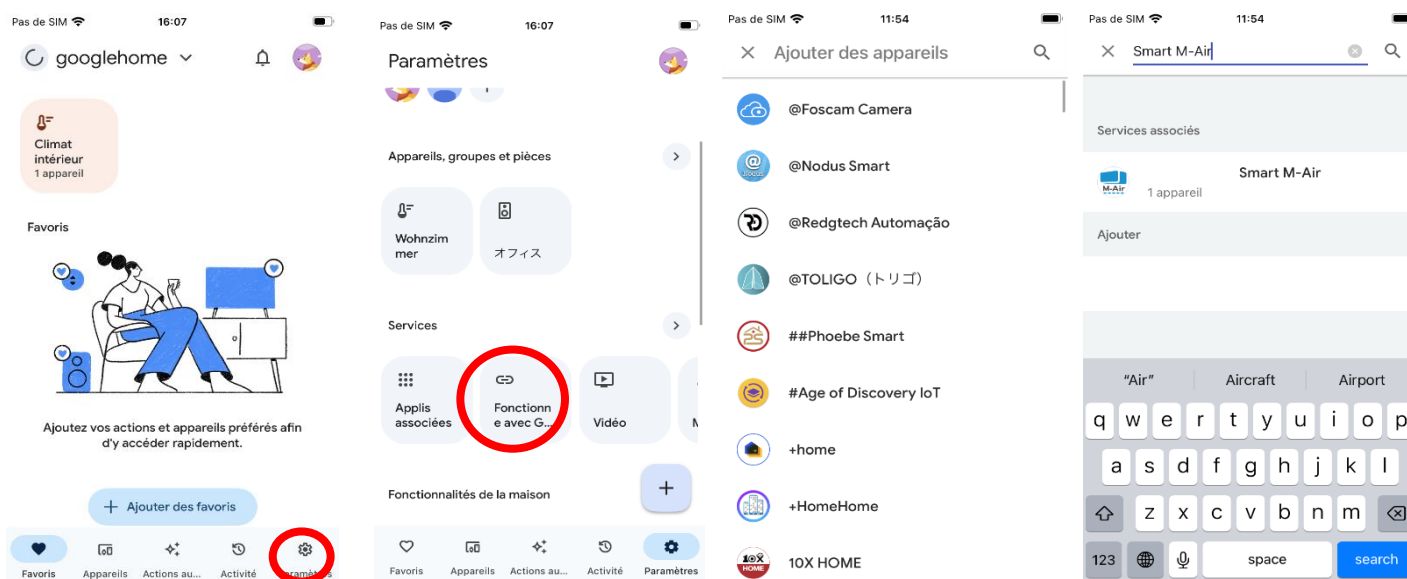 Pas de SIM 16:07
googlehome
Climat
intérieur
1 appareil
Favoris
Ajoutez vos actions et appareils préférés afin
d'y accéder rapidement.
+ Ajouter des favoris
Favoris Appareils Actions au... Activité Paramètres
Pas de SIM 16:07
Paramètres
Appareils, groupes et pièces
Wohnzim
mer
オフィス
Services
Applis
associées
Fonctionn
e avec G...
Vidéo
Fonctionnalités de la maison
Favoris Appareils Actions au... Activité Paramètres
Pas de SIM 11:54
Ajouter des appareils
@Foscam Camera
@Nodus Smart
@Redgtech Automação
@TOLIGO（トリゴ）
##Phoebe Smart
#Age of Discovery IoT
+home
+HomeHome
10X HOME
10X HOME
Pas de SIM 11:54
Smart M-Air
Services associés
M-Air
Smart M-Air
1 appareil
Ajouter
"Air" Aircraft Airport
q w e r t y u i o p
a s d f g h j k l
z x c v b n m
123 space search